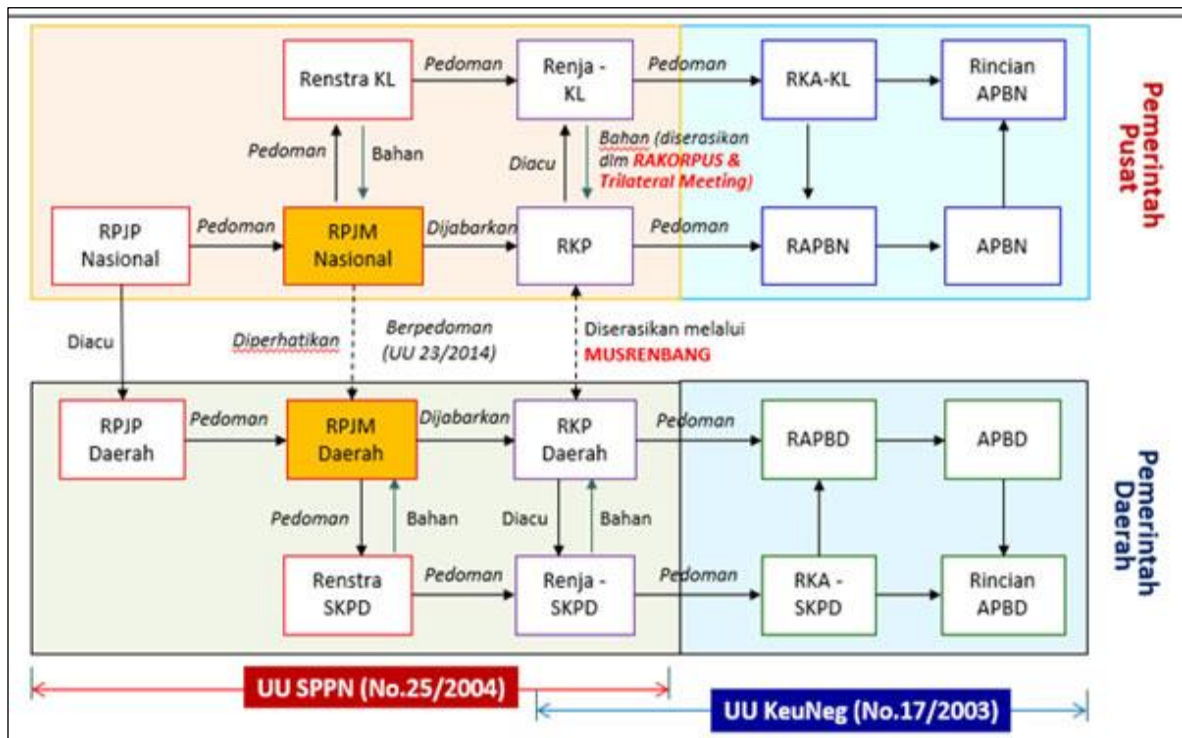 Renstra KL
Pedoman
Renja -
KL
Pedoman
RKA-KL
Rincian
APBN
Pedoman
Bahan
Diacu
Bahan (diserasikan
dlm RAKORPUS &
Trilateral Meeting)
RPJP
Nasional
Pedoman
RPJM
Nasional
Dijabarkan
RKP
Pedoman
RAPBN
APBN
Pemerintah
Pusat
Diacu
Diperhatikan
Berpedoman
(UU 23/2014)
Diserasikan melalui
MUSRENBANG
RPJP
Daerah
Pedoman
RPJM
Daerah
Dijabarkan
RKP
Daerah
Pedoman
RAPBD
APBD
Pedoman
Bahan
Diacu
Bahan
Renstra
SKPD
Pedoman
Renja -
SKPD
Pedoman
RKA -
SKPD
Rincian
APBD
Pemerintah
Daerah
UU SPPN (No.25/2004)
UU KeuNeg (No.17/2003)